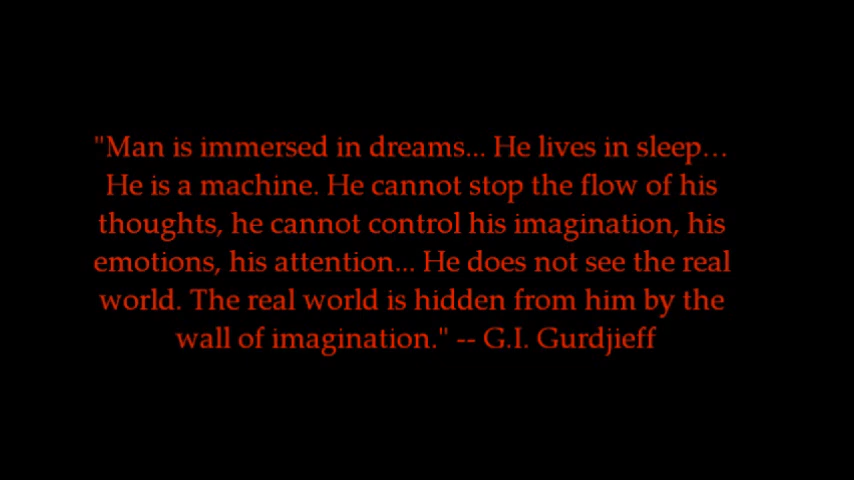 "Man is immersed in dreams... He lives in sleep…
He is a machine. He cannot stop the flow of his
thoughts, he cannot control his imagination, his
emotions, his attention... He does not see the real
world. The real world is hidden from him by the
wall of imagination." -- G.I. Gurdjieff